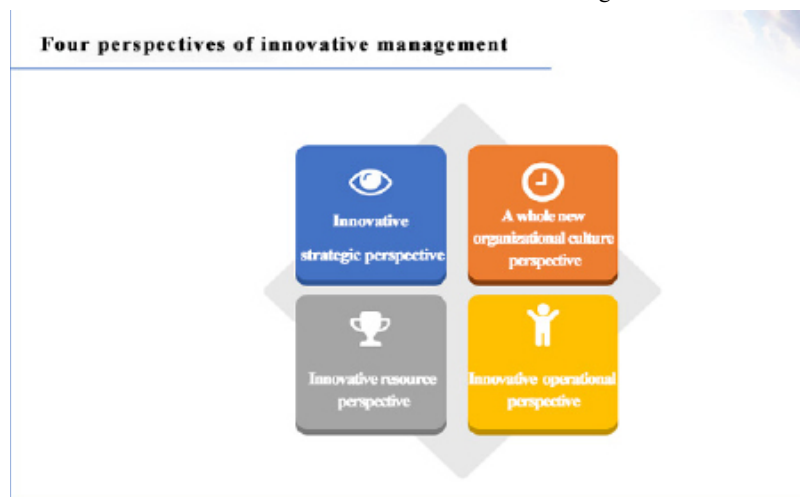 Four perspectives of innovative management
Innovative
strategic perspective
A whole new
organizational culture
perspective
Innovative resource
perspective
Innovative operational
perspective